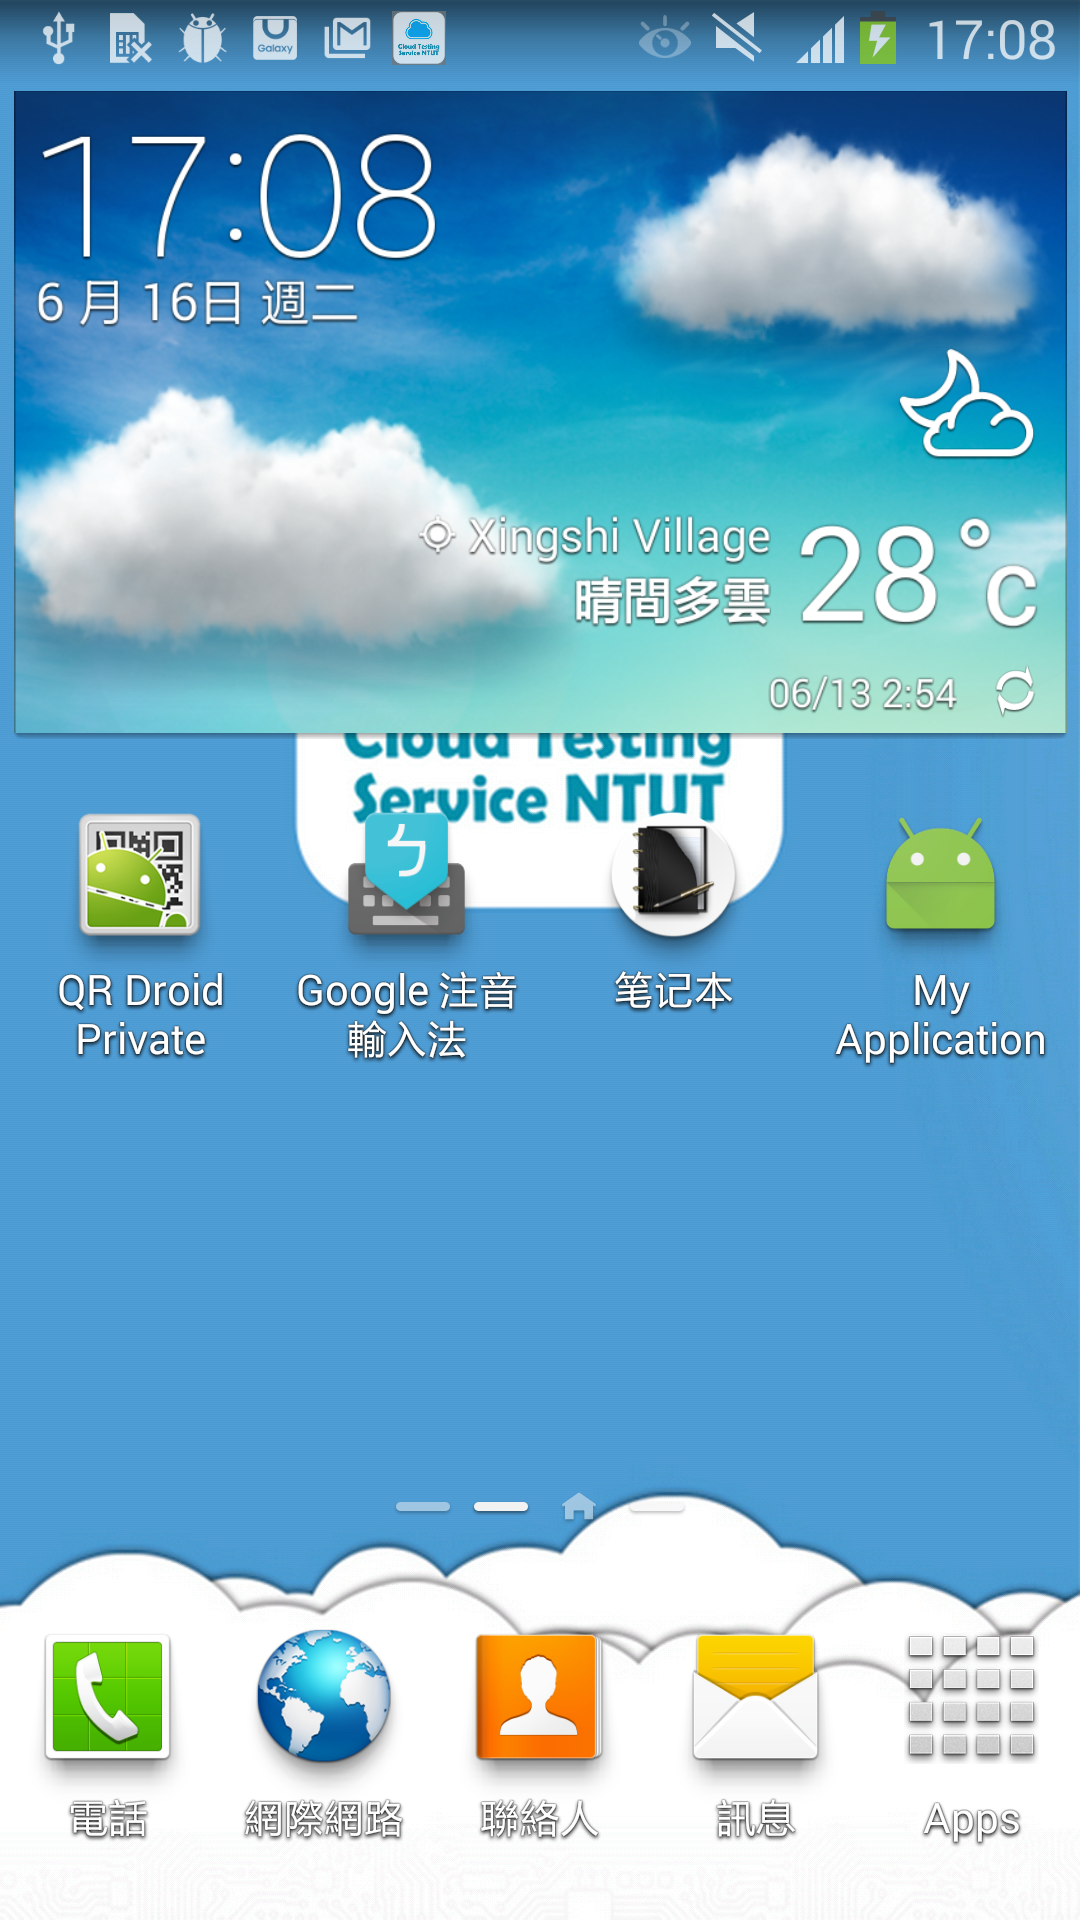 Galaxy
Cloud Testing
Service NTUT
17:08
17:08
6 月 16日 週二
Xingshi Village
晴間多雲
28°c
06/13 2:54
Cloud Testing
Service NTUT
ㄅ
QR Droid
Private
Google 注音
輸入法
笔记本
My
Application
電話
網際網路
聯絡人
訊息
Apps